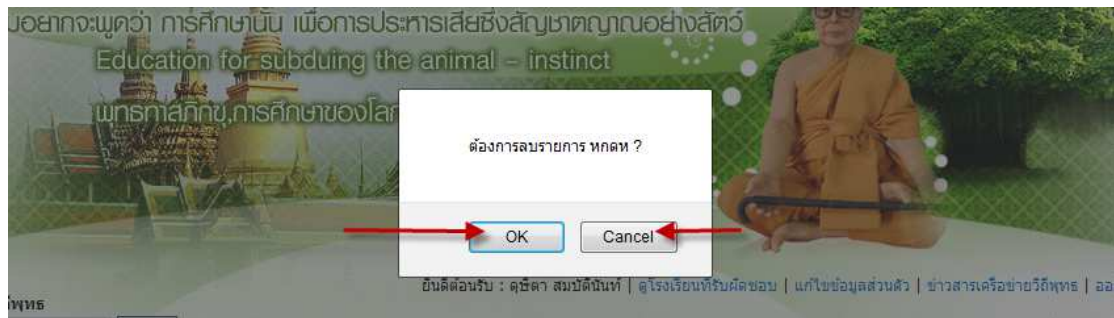 อยากจะพูดว่า การศึกษานั้น เพื่อการประหารเสียซึ่งสัญชาตญาณอย่างสัตว์
Education for subduing the animal – instinct
พุทธทาสภิกขุ,การศึกษาของโลก
ต้องการลบรายการ หกดห ?
OK Cancel
ยินดีต้อนรับ : ดุษิตา สมบัตินันท์ | ดูโรงเรียนที่รับผิดชอบ | แก้ไขข้อมูลส่วนตัว | ข่าวสารเครือข่ายวิถีพุทธ |